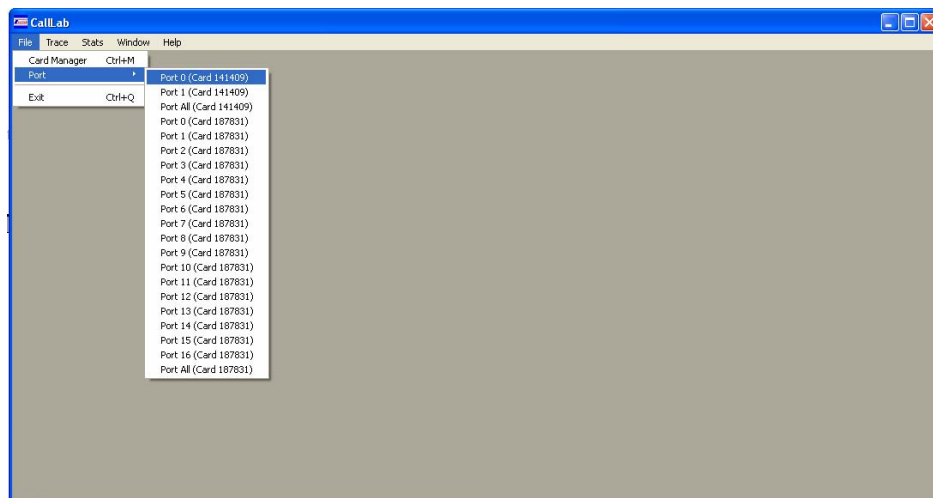 CallLab
File Trace Stats Window Help
Card Manager Ctrl+M
Port
Exit Ctrl+Q
Port 0 (Card 141409)
Port 1 (Card 141409)
Port All (Card 141409)
Port 0 (Card 187831)
Port 1 (Card 187831)
Port 2 (Card 187831)
Port 3 (Card 187831)
Port 4 (Card 187831)
Port 5 (Card 187831)
Port 6 (Card 187831)
Port 7 (Card 187831)
Port 8 (Card 187831)
Port 9 (Card 187831)
Port 10 (Card 187831)
Port 11 (Card 187831)
Port 12 (Card 187831)
Port 13 (Card 187831)
Port 14 (Card 187831)
Port 15 (Card 187831)
Port 16 (Card 187831)
Port All (Card 187831)